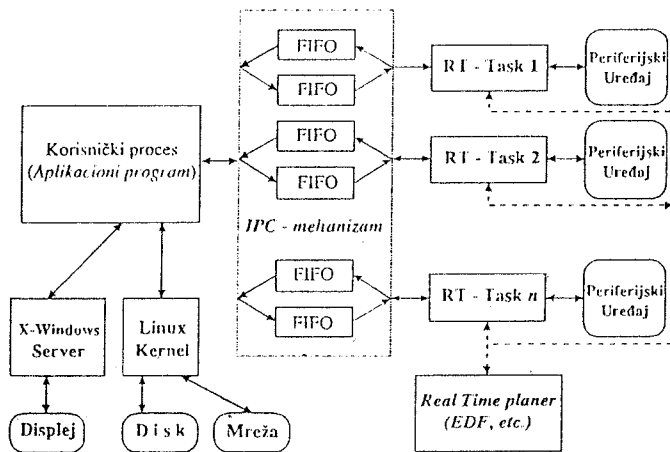 FIFO
FIFO
RT - Task 1
Periferijski
Uređaj
Korisnički proces
(Aplikacioni program)
FIFO
FIFO
RT - Task 2
Periferijski
Uređaj
IPC - mehanizam
FIFO
FIFO
RT - Task n
Periferijski
Uređaj
X-Windows
Server
Linux
Kernel
Real Time planer
(EDF, etc.)
Displej
Disk
Mreža